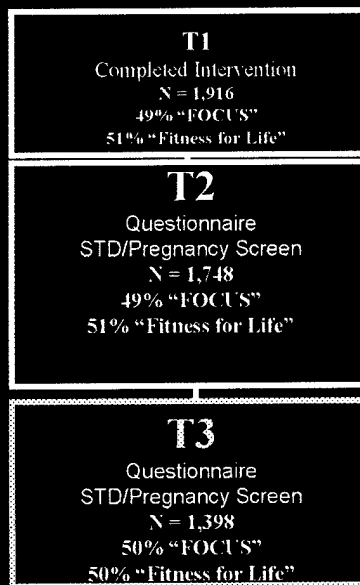 T1
Completed Intervention
N = 1,916
49% “FOCUS”
51% “Fitness for Life”
T2
Questionnaire
STD/Pregnancy Screen
N = 1,748
49% “FOCUS”
51% “Fitness for Life”
T3
Questionnaire
STD/Pregnancy Screen
N = 1,398
50% “FOCUS”
50% “Fitness for Life”